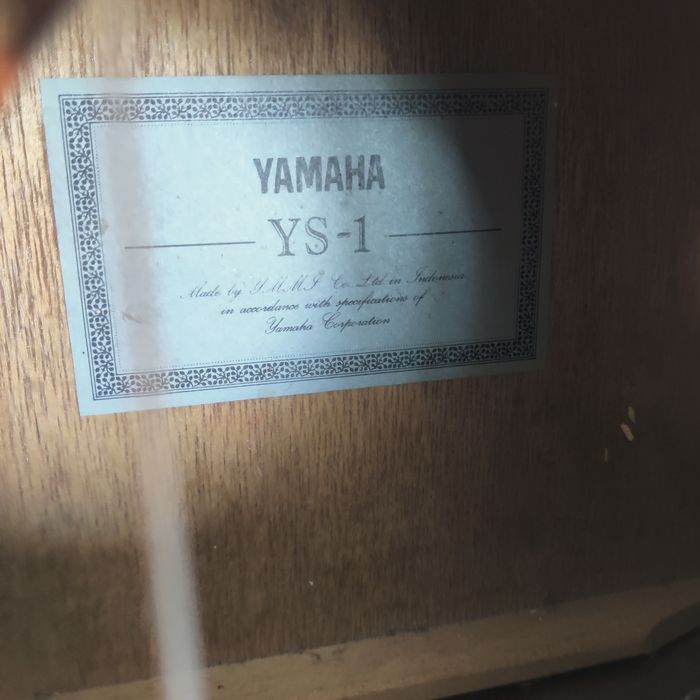 YAMAHA
YS-1
Made by Y.M.M.I Co. Ltd. in Indonesia
in accordance with specifications of
Yamaha Corporation